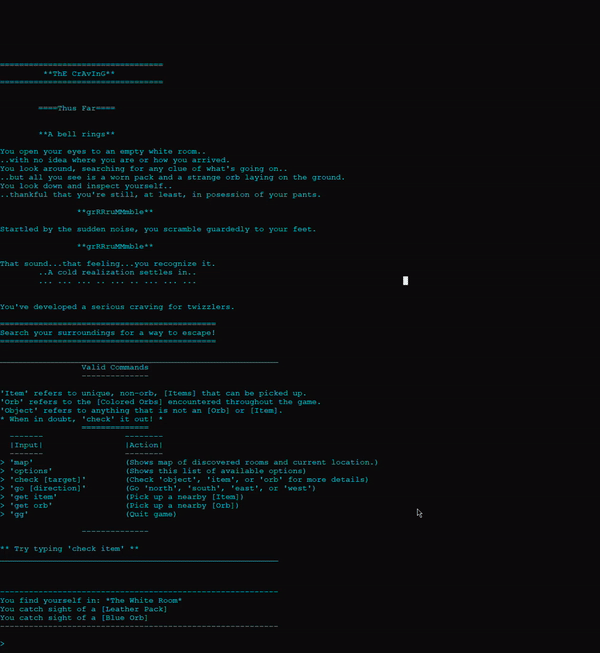 ==================================
**ThE CrAvInG**
==================================
====Thus Far====
**A bell rings**
You open your eyes to an empty white room..
..with no idea where you are or how you arrived.
You look around, searching for any clue of what's going on..
..but all you see is a worn pack and a strange orb laying on the ground.
You look down and inspect yourself..
..thankful that you're still, at least, in posession of your pants.
**grRRruMMmble**
Startled by the sudden noise, you scramble guardedly to your feet.
**grRRruMMmble**
That sound...that feeling...you recognize it.
..A cold realization settles in..
... ... .. ... .. ... .. ... ...
You've developed a serious craving for twizzlers.
=============================================
Search your surroundings for a way to escape!
=============================================
__________________________________________________________
Valid Commands
--------------
'Item' refers to unique, non-orb, [Items] that can be picked up.
'Orb' refers to the [Colored Orbs] encountered throughout the game.
'Object' refers to anything that is not an [Orb] or [Item].
* When in doubt, 'check' it out! *
==============
------- --------
|Input| |Action|
------- --------
> 'map' (Shows map of discovered rooms and current location.)
> 'options' (Shows this list of available options)
> 'check [target]' (Check 'object', 'item', or 'orb' for more details)
> 'go [direction]' (Go 'north', 'south', 'east', or 'west')
> 'get item' (Pick up a nearby [Item])
> 'get orb' (Pick up a nearby [Orb])
> 'gg' (Quit game)
--------------
** Try typing 'check item' **
__________________________________________________________
----------------------------------------------------------
You find yourself in: *The White Room*
You catch sight of a [Leather Pack]
You catch sight of a [Blue Orb]
----------------------------------------------------------
>